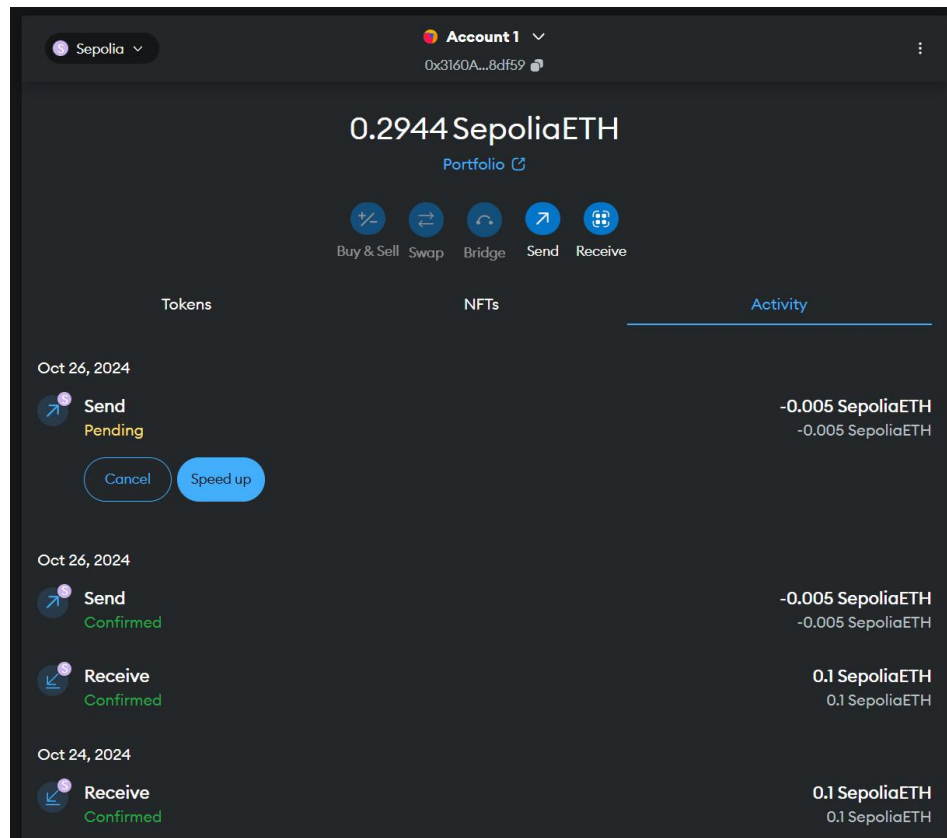 S Sepolia
Account 1
0x3160A...8df59
0.2944 SepoliaETH
Portfolio
Buy & Sell Swap Bridge Send Receive
Tokens NFTs Activity
Oct 26, 2024
S
Send -0.005 SepoliaETH
Pending -0.005 SepoliaETH
Cancel Speed up
Oct 26, 2024
S
Send -0.005 SepoliaETH
Confirmed -0.005 SepoliaETH
S
Receive 0.1 SepoliaETH
Confirmed 0.1 SepoliaETH
Oct 24, 2024
S
Receive 0.1 SepoliaETH
Confirmed 0.1 SepoliaETH